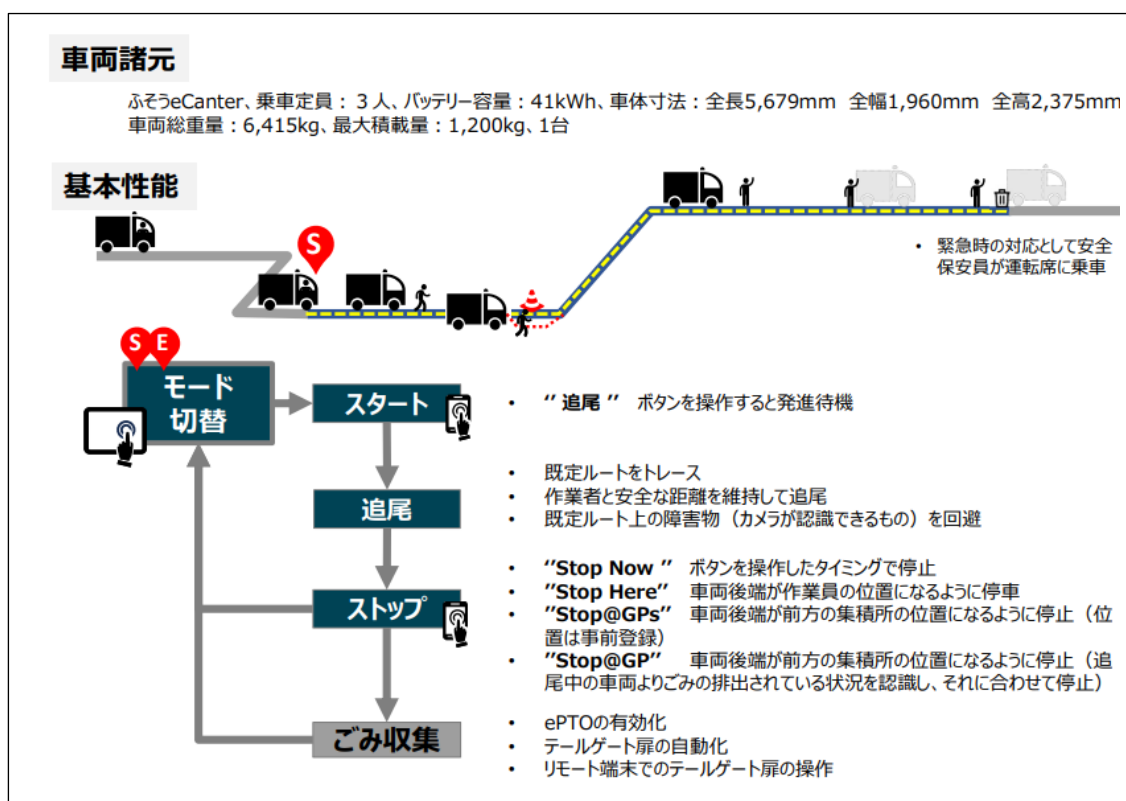 車両諸元
ふそうeCanter、乗車定員：３人、バッテリー容量：41kWh、車体寸法：全長5,679mm 全幅1,960mm 全高2,375mm
車両総重量：6,415kg、最大積載量：1,200kg、1台
基本性能
S
• 緊急時の対応として安全
保安員が運転席に乗車
S E
モード
切替
スタート
• ”追尾” ボタンを操作すると発進待機
追尾
• 既定ルートをトレース
• 作業者と安全な距離を維持して追尾
• 既定ルート上の障害物（カメラが認識できるもの）を回避
ストップ
• ”Stop Now ” ボタンを操作したタイミングで停止
• ”Stop Here” 車両後端が作業員の位置になるように停車
• ”Stop@GPs” 車両後端が前方の集積所の位置になるように停止（位
置は事前登録）
• ”Stop@GP” 車両後端が前方の集積所の位置になるように停止（追
尾中の車両よりごみの排出されている状況を認識し、それに合わせて停止）
ごみ収集
• ePTOの有効化
• テールゲート扉の自動化
• リモート端末でのテールゲート扉の操作